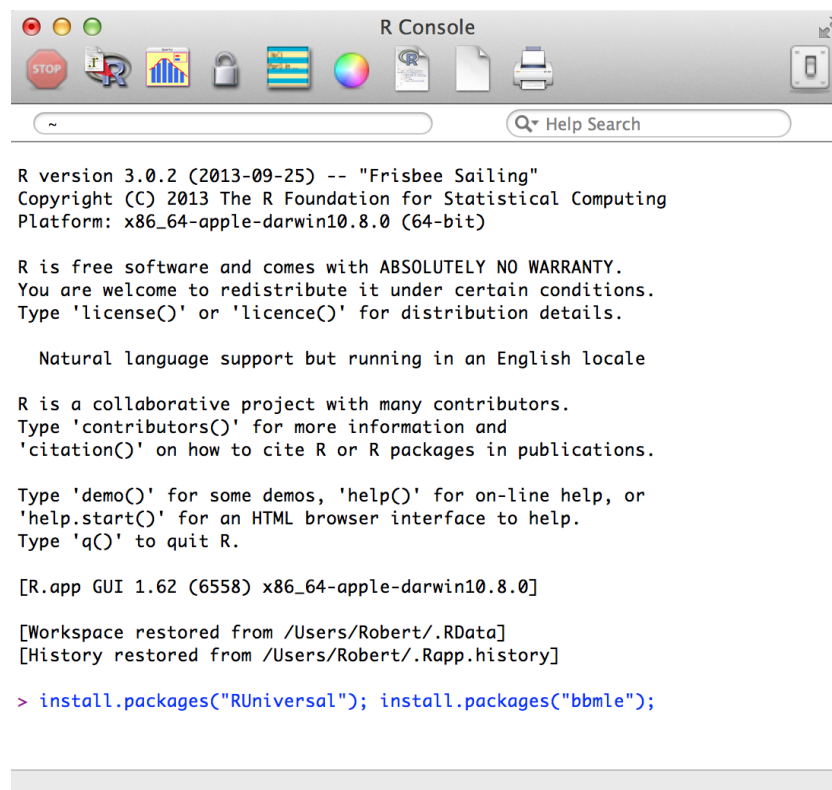 R Console
STOP
~
Help Search
R version 3.0.2 (2013-09-25) -- "Frisbee Sailing"
Copyright (C) 2013 The R Foundation for Statistical Computing
Platform: x86_64-apple-darwin10.8.0 (64-bit)
R is free software and comes with ABSOLUTELY NO WARRANTY.
You are welcome to redistribute it under certain conditions.
Type 'license()' or 'licence()' for distribution details.
Natural language support but running in an English locale
R is a collaborative project with many contributors.
Type 'contributors()' for more information and
'citation()' on how to cite R or R packages in publications.
Type 'demo()' for some demos, 'help()' for on-line help, or
'help.start()' for an HTML browser interface to help.
Type 'q()' to quit R.
[R.app GUI 1.62 (6558) x86_64-apple-darwin10.8.0]
[Workspace restored from /Users/Robert/.RData]
[History restored from /Users/Robert/.Rapp.history]
> install.packages("RUniversal"); install.packages("bbmle");